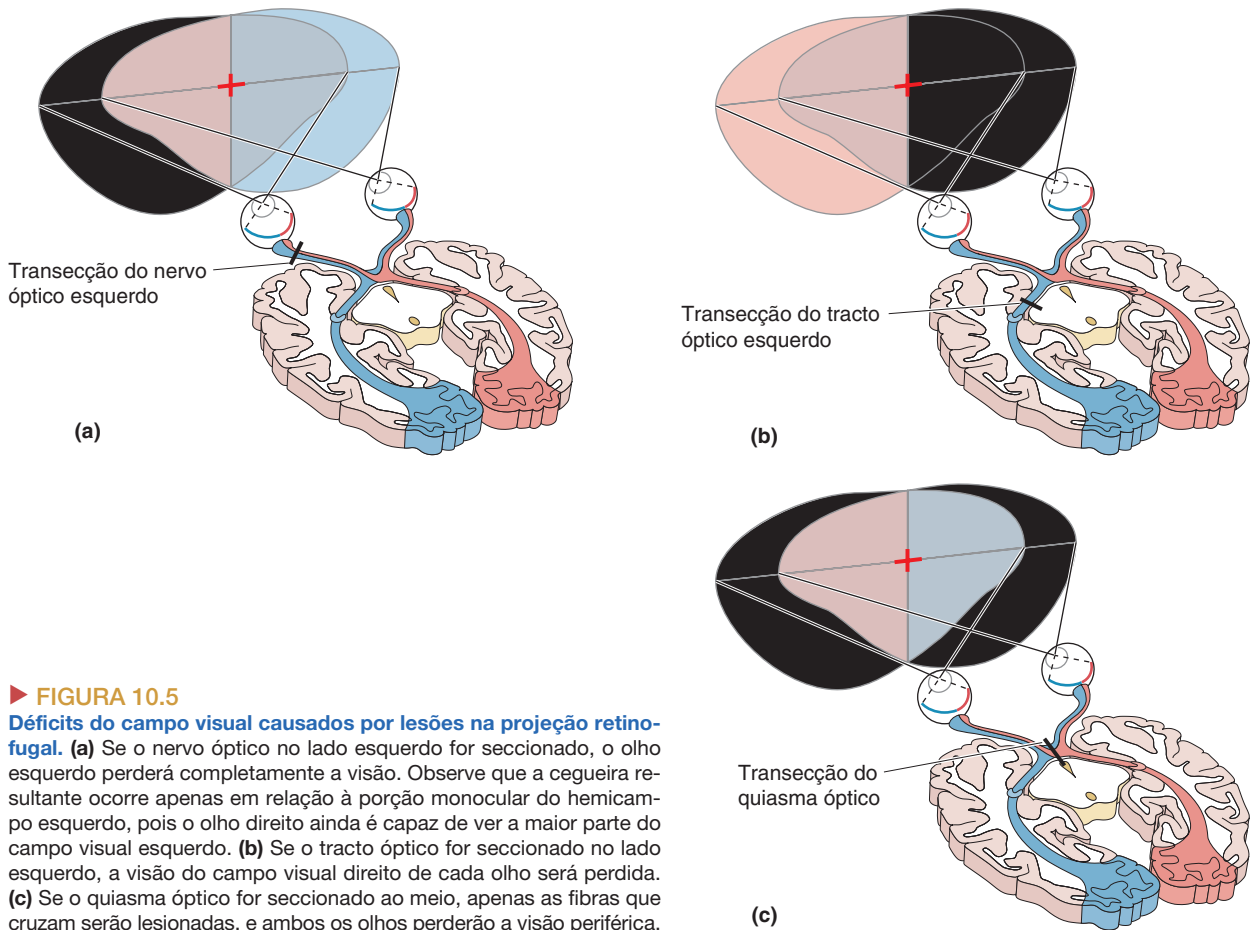 Transecção do nervo
óptico esquerdo
(a)
Transecção do tracto
óptico esquerdo
(b)
Transecção do
quiasma óptico
(c)
▶ FIGURA 10.5
Déficits do campo visual causados por lesões na projeção retino-
fugal. (a) Se o nervo óptico no lado esquerdo for seccionado, o olho
esquerdo perderá completamente a visão. Observe que a cegueira re-
sultante ocorre apenas em relação à porção monocular do hemicam-
po esquerdo, pois o olho direito ainda é capaz de ver a maior parte do
campo visual esquerdo. (b) Se o tracto óptico for seccionado no lado
esquerdo, a visão do campo visual direito de cada olho será perdida.
(c) Se o quiasma óptico for seccionado ao meio, apenas as fibras que
cruzam serão lesionadas, e ambos os olhos perderão a visão periférica.